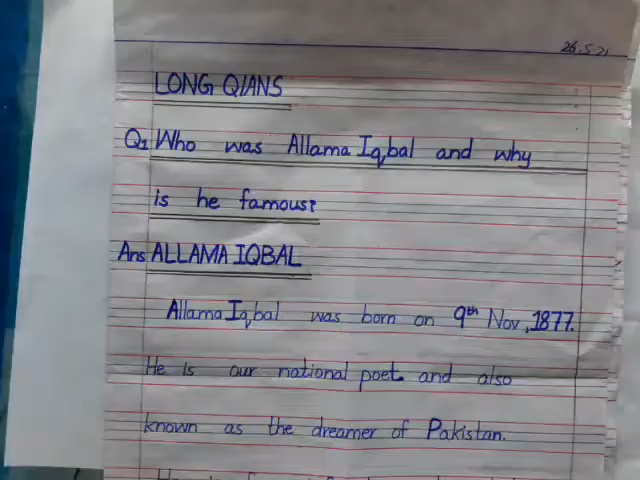 26.5.21
LONG Q|ANS
Q1 Who was Allama Iqbal and why
is he famous?
Ans ALLAMA IQBAL
Allama Iqbal was born on 9th Nov, 1877.
He is our national poet. and also
known as the dreamer of Pakistan.